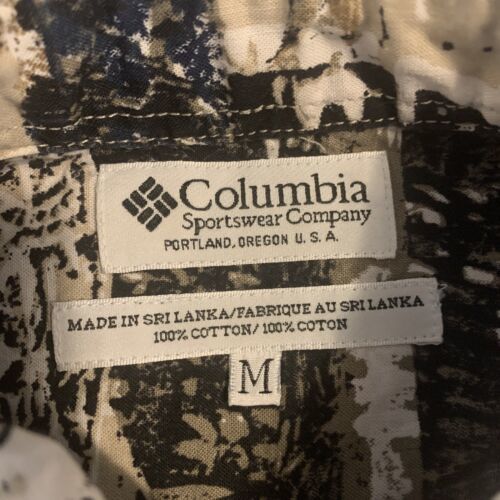 Columbia
Sportswear Company
PORTLAND, OREGON U. S. A.
MADE IN SRI LANKA/FABRIQUE AU SRI LANKA
100% COTTON/ 100% COTON
M